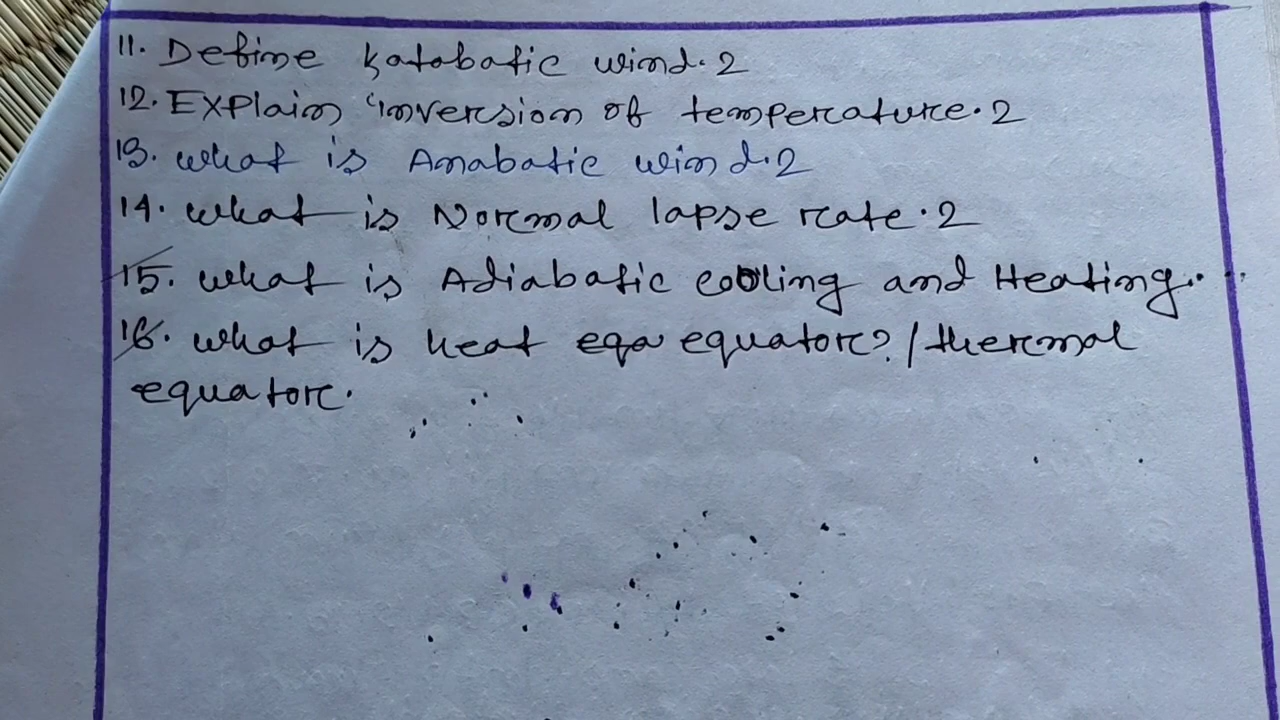 11. Define katabatic wind. 2
12. Explain inversion of temperature. 2
13. what is Anabatic wind. 2
14. what is Normal lapse rate. 2
15. what is Adiabatic cooling and Heating.
16. what is heat eqa equator? / thermal
equator.